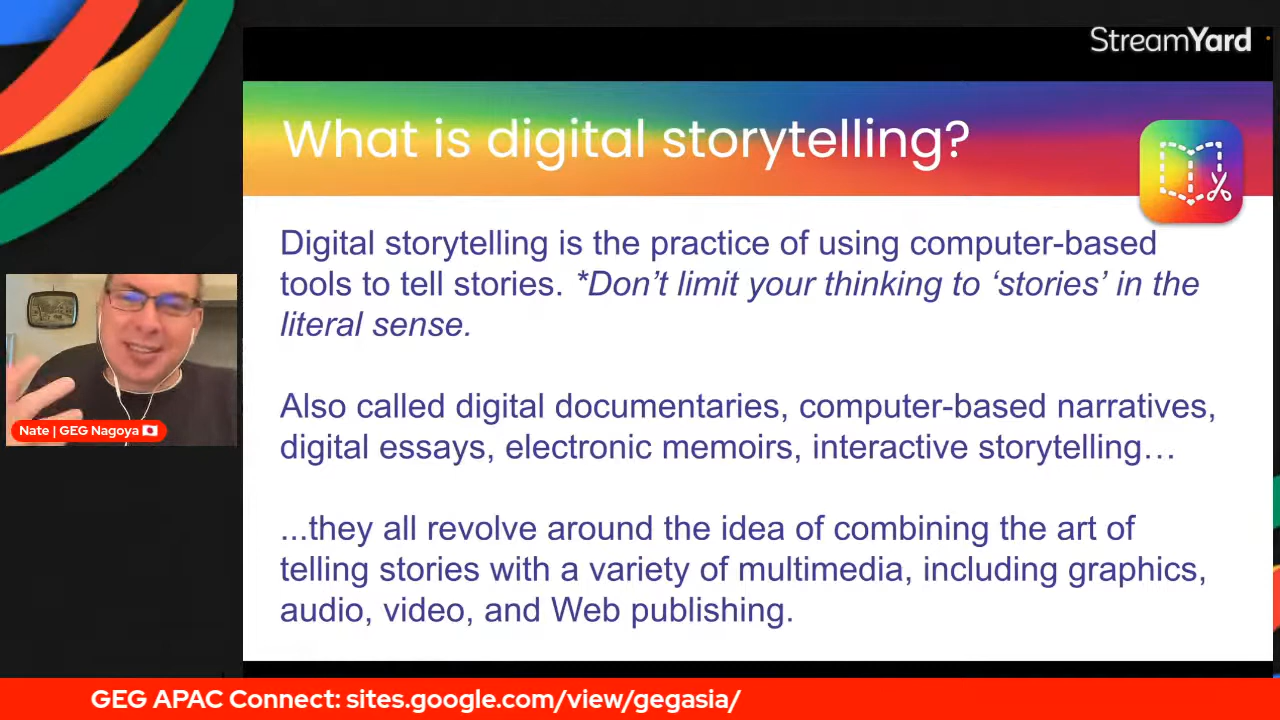 StreamYard
What is digital storytelling?
Digital storytelling is the practice of using computer-based
tools to tell stories. *Don’t limit your thinking to ‘stories’ in the
literal sense.
Also called digital documentaries, computer-based narratives,
digital essays, electronic memoirs, interactive storytelling…
...they all revolve around the idea of combining the art of
telling stories with a variety of multimedia, including graphics,
audio, video, and Web publishing.
Nate | GEG Nagoya 🇯🇵
GEG APAC Connect: sites.google.com/view/gegasia/